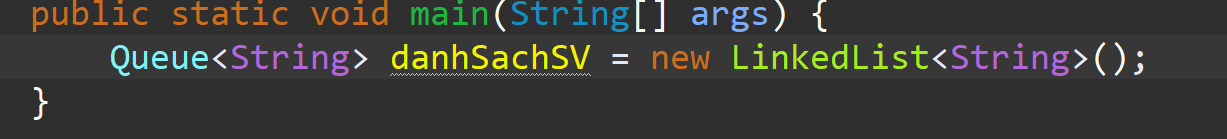 public static void main(String[] args) {
    Queue<String> danhSachSV = new LinkedList<String>();
}